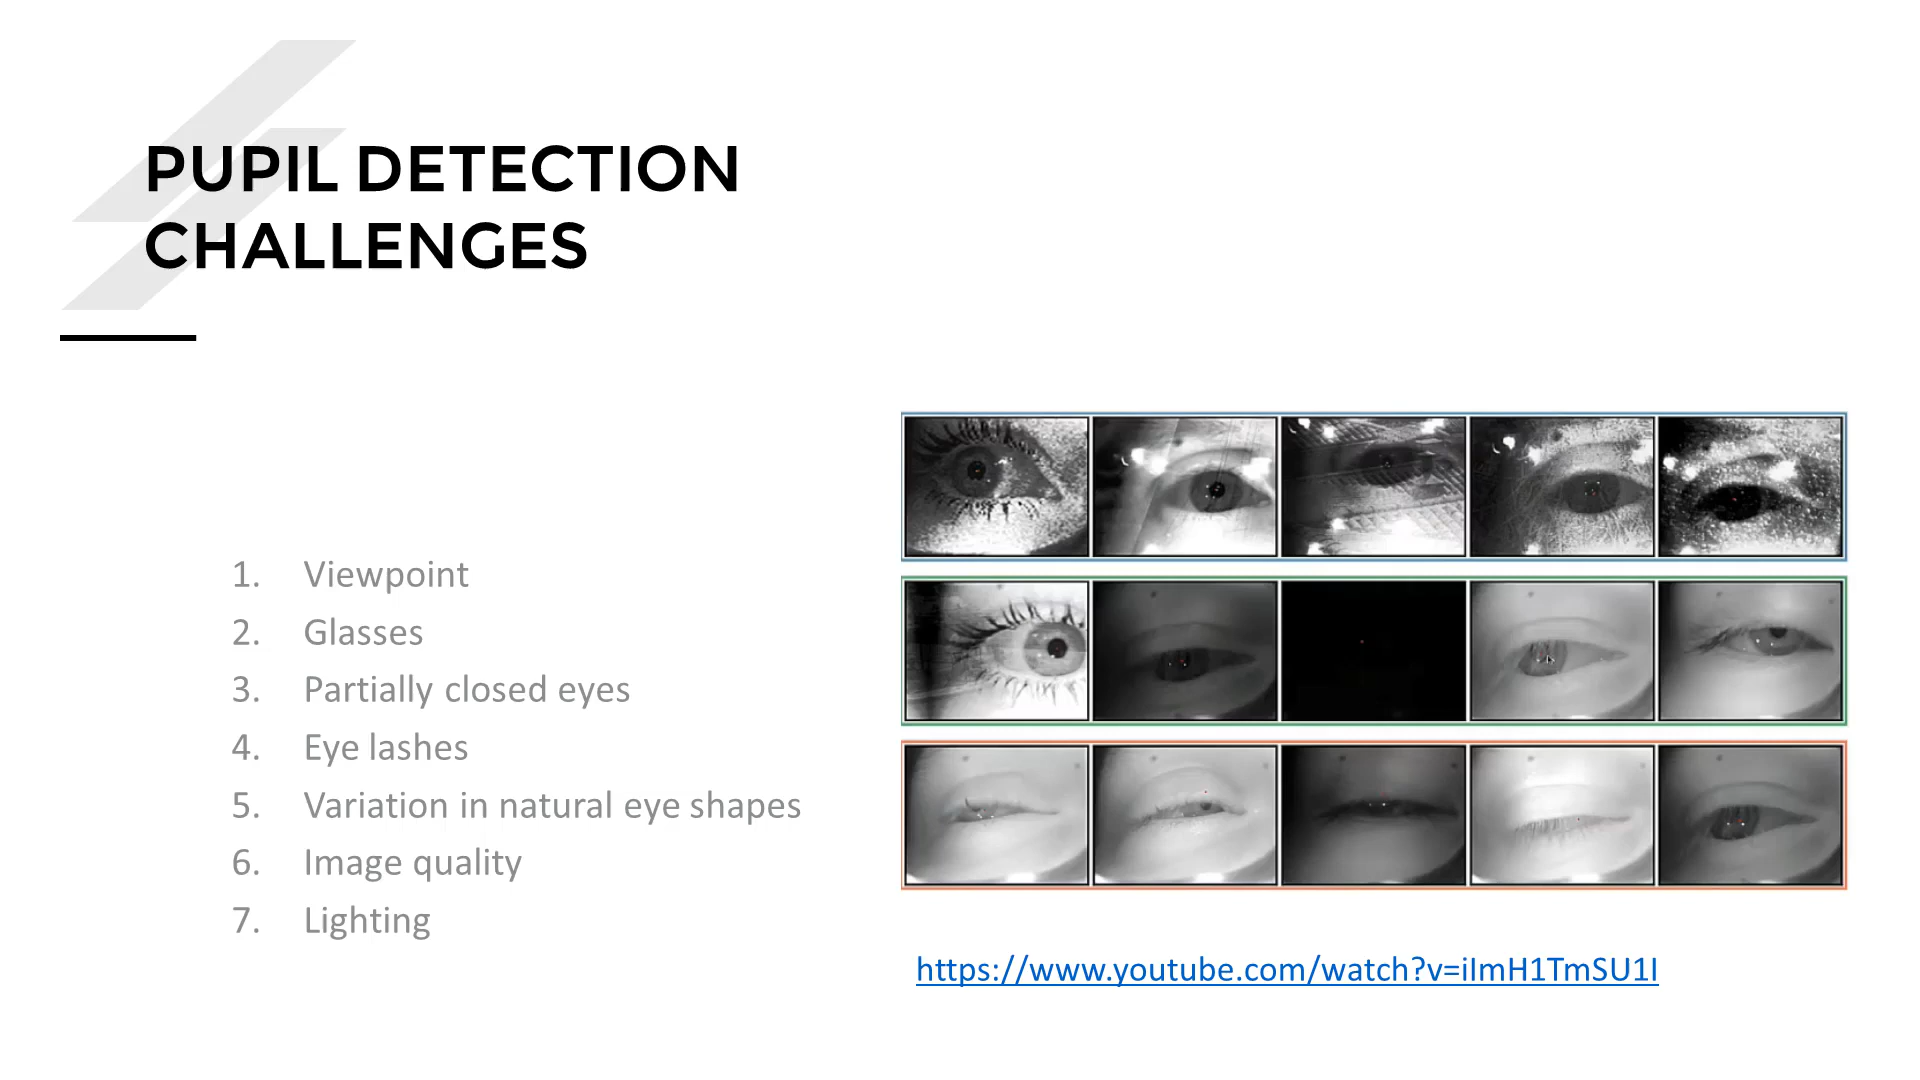 PUPIL DETECTION
CHALLENGES
1. Viewpoint
2. Glasses
3. Partially closed eyes
4. Eye lashes
5. Variation in natural eye shapes
6. Image quality
7. Lighting
https://www.youtube.com/watch?v=iImH1TmSU1I